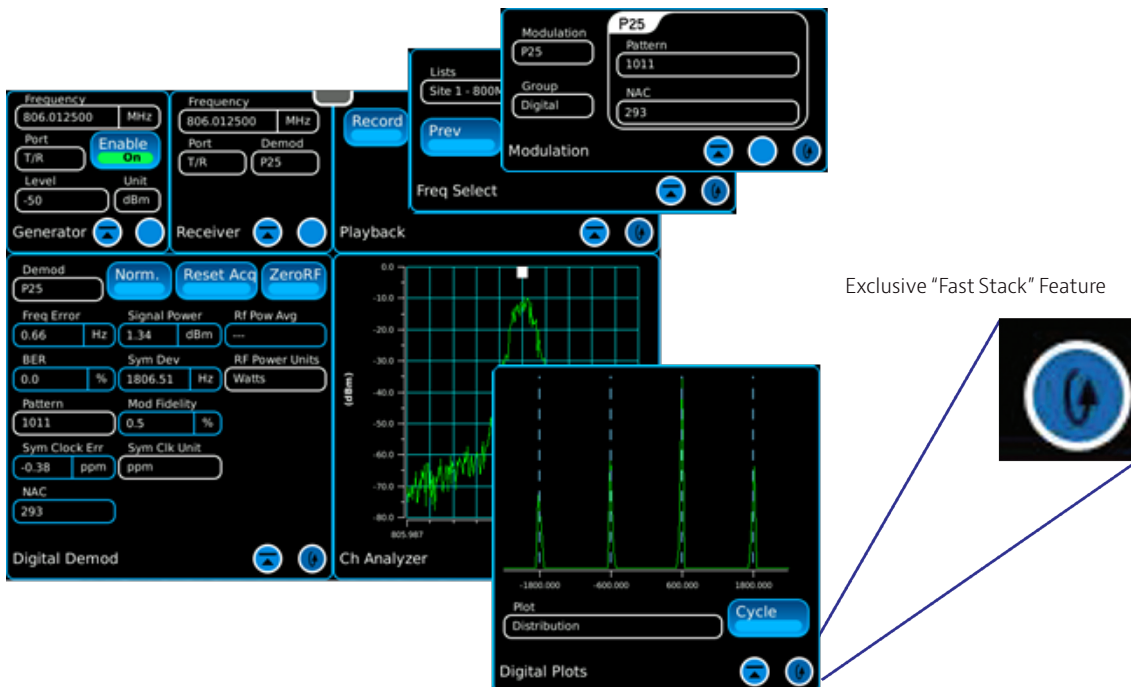 Modulation
P25
Group
Digital
P25
Pattern
1011
NAC
293
Modulation
Lists
Site 1 - 800M
Prev
Freq Select
Frequency
806.012500 MHz
Port
T/R
Enable
On
Level
-50
Unit
dBm
Generator
Frequency
806.012500 MHz
Port
T/R
Demod
P25
Receiver
Record
Playback
Demod
P25
Norm.
Reset Acq
ZeroRF
Freq Error
0.66 Hz
Signal Power
1.34 dBm
Rf Pow Avg
---
BER
0.0 %
Sym Dev
1806.51 Hz
RF Power Units
Watts
Pattern
1011
Mod Fidelity
0.5 %
Sym Clock Err
-0.38 ppm
Sym Clk Unit
ppm
NAC
293
Digital Demod
0.0
-10.0
-20.0
-30.0
-40.0
-50.0
-60.0
-70.0
-80.0
(dBm)
805.987
Ch Analyzer
-1800.000 -600.000 600.000 1800.000
Plot
Distribution
Cycle
Digital Plots
Exclusive “Fast Stack” Feature